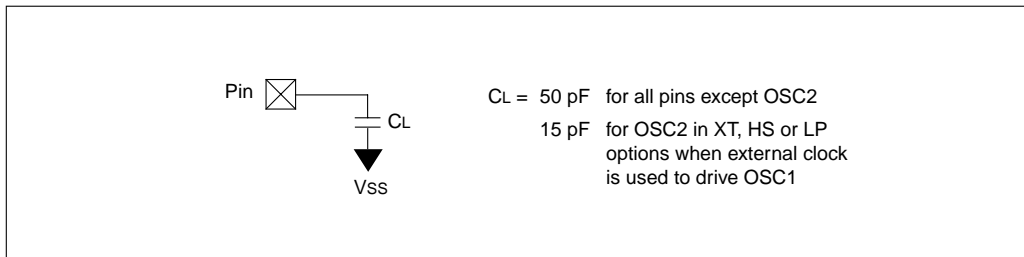 Pin
CL
VSS
CL = 50 pF for all pins except OSC2
15 pF for OSC2 in XT, HS or LP
options when external clock
is used to drive OSC1